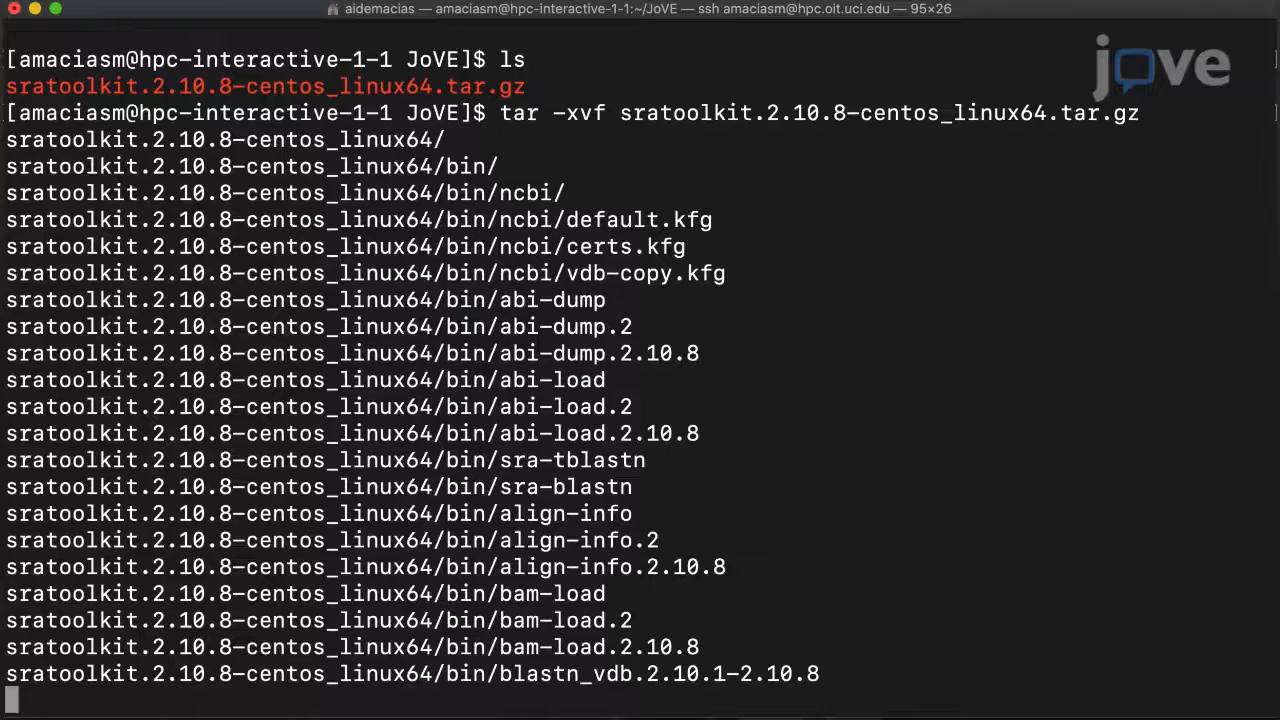 aidemacias — amaciasm@hpc-interactive-1-1:~/JoVE — ssh amaciasm@hpc.oit.uci.edu — 95×26
jove
[amaciasm@hpc-interactive-1-1 JoVE]$ ls
sratoolkit.2.10.8-centos_linux64.tar.gz
[amaciasm@hpc-interactive-1-1 JoVE]$ tar -xvf sratoolkit.2.10.8-centos_linux64.tar.gz
sratoolkit.2.10.8-centos_linux64/
sratoolkit.2.10.8-centos_linux64/bin/
sratoolkit.2.10.8-centos_linux64/bin/ncbi/
sratoolkit.2.10.8-centos_linux64/bin/ncbi/default.kfg
sratoolkit.2.10.8-centos_linux64/bin/ncbi/certs.kfg
sratoolkit.2.10.8-centos_linux64/bin/ncbi/vdb-copy.kfg
sratoolkit.2.10.8-centos_linux64/bin/abi-dump
sratoolkit.2.10.8-centos_linux64/bin/abi-dump.2
sratoolkit.2.10.8-centos_linux64/bin/abi-dump.2.10.8
sratoolkit.2.10.8-centos_linux64/bin/abi-load
sratoolkit.2.10.8-centos_linux64/bin/abi-load.2
sratoolkit.2.10.8-centos_linux64/bin/abi-load.2.10.8
sratoolkit.2.10.8-centos_linux64/bin/sra-tblastn
sratoolkit.2.10.8-centos_linux64/bin/sra-blastn
sratoolkit.2.10.8-centos_linux64/bin/align-info
sratoolkit.2.10.8-centos_linux64/bin/align-info.2
sratoolkit.2.10.8-centos_linux64/bin/align-info.2.10.8
sratoolkit.2.10.8-centos_linux64/bin/bam-load
sratoolkit.2.10.8-centos_linux64/bin/bam-load.2
sratoolkit.2.10.8-centos_linux64/bin/bam-load.2.10.8
sratoolkit.2.10.8-centos_linux64/bin/blastn_vdb.2.10.1-2.10.8